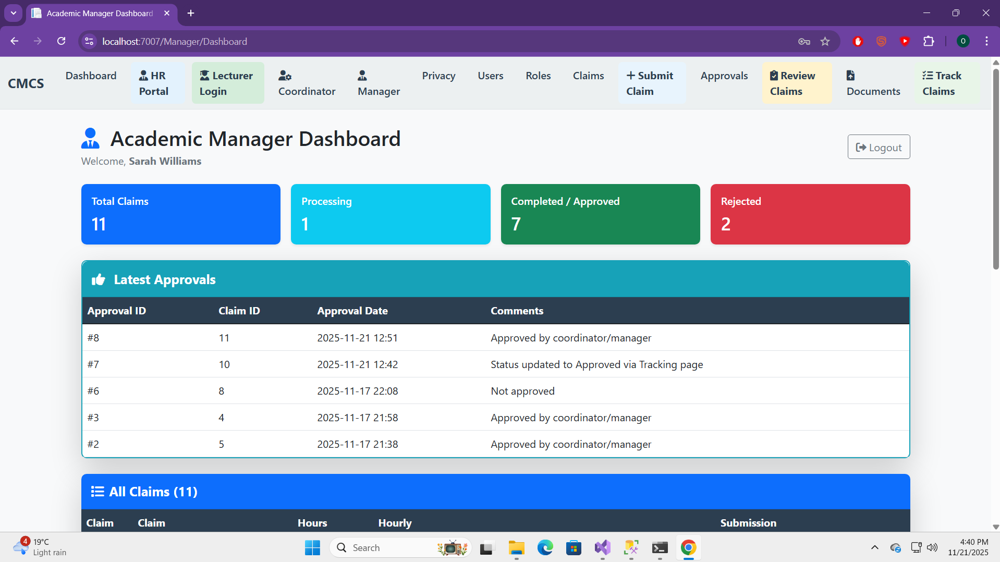 Academic Manager Dashboard
localhost:7007/Manager/Dashboard
O
CMCS
Dashboard
HR Portal
Lecturer Login
Coordinator
Manager
Privacy
Users
Roles
Claims
Submit Claim
Approvals
Review Claims
Documents
Track Claims
Academic Manager Dashboard
Welcome, Sarah Williams
Logout
Total Claims
11
Processing
1
Completed / Approved
7
Rejected
2
Latest Approvals
Approval ID Claim ID Approval Date Comments
#8 11 2025-11-21 12:51 Approved by coordinator/manager
#7 10 2025-11-21 12:42 Status updated to Approved via Tracking page
#6 8 2025-11-17 22:08 Not approved
#3 4 2025-11-17 21:58 Approved by coordinator/manager
#2 5 2025-11-17 21:38 Approved by coordinator/manager
All Claims (11)
Claim Claim Hours Hourly Submission
4
19°C
Light rain
Search
4:40 PM
11/21/2025